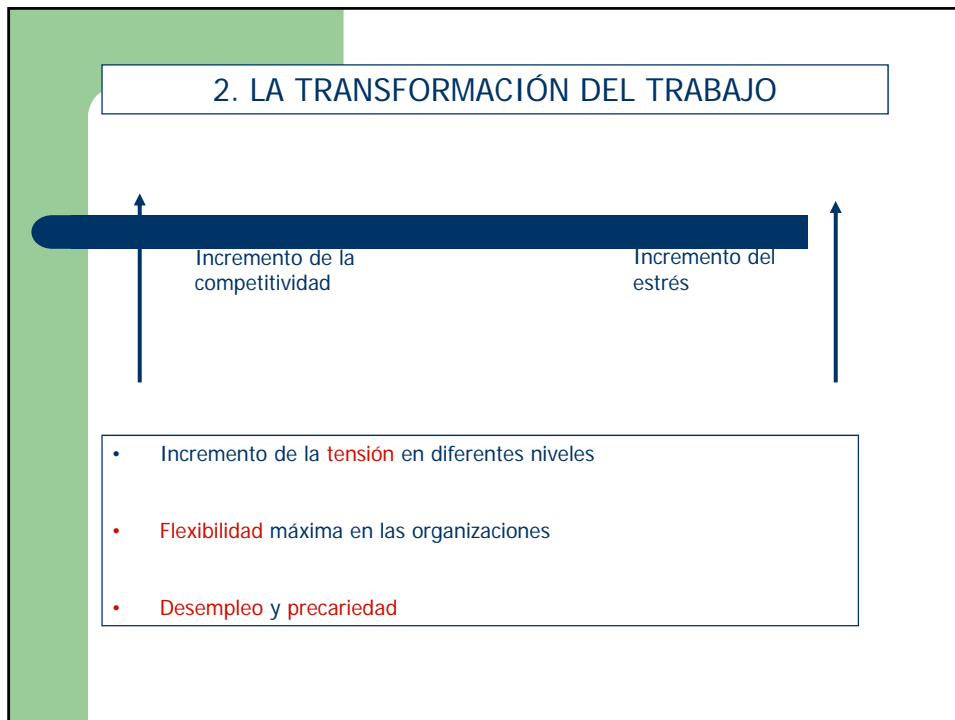 2. LA TRANSFORMACIÓN DEL TRABAJO
Incremento de la
competitividad
Incremento del
estrés
• Incremento de la tensión en diferentes niveles
• Flexibilidad máxima en las organizaciones
• Desempleo y precariedad